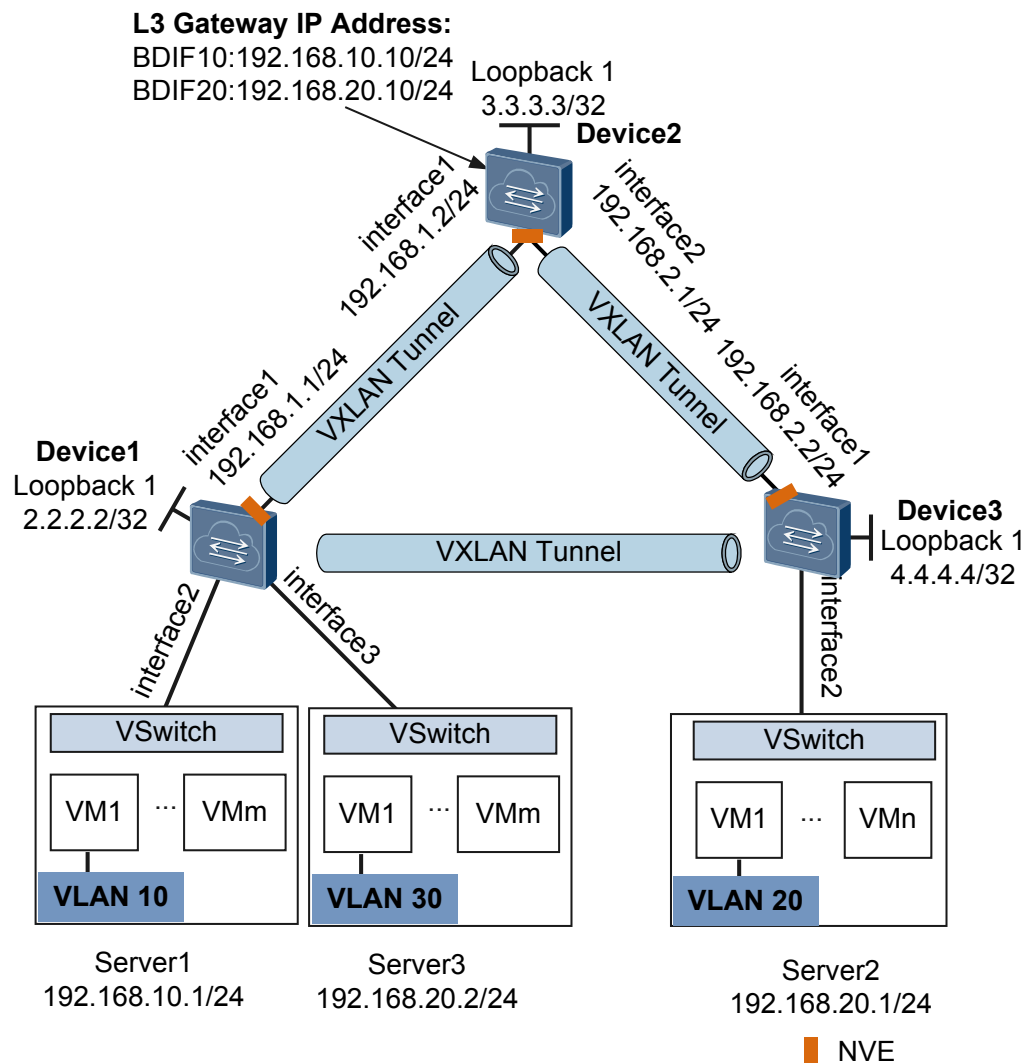 L3 Gateway IP Address:
BDIF10:192.168.10.10/24
BDIF20:192.168.20.10/24
Loopback 1
3.3.3.3/32
Device2
interface1
192.168.1.2/24
interface2
192.168.2.1/24
VXLAN Tunnel
VXLAN Tunnel
interface1
192.168.1.1/24
interface1
192.168.2.2/24
Device1
Loopback 1
2.2.2.2/32
Device3
Loopback 1
4.4.4.4/32
VXLAN Tunnel
interface2
interface3
interface2
VSwitch
VM1
...
VMm
VLAN 10
Server1
192.168.10.1/24
VSwitch
VM1
...
VMm
VLAN 30
Server3
192.168.20.2/24
VSwitch
VM1
...
VMn
VLAN 20
Server2
192.168.20.1/24
NVE